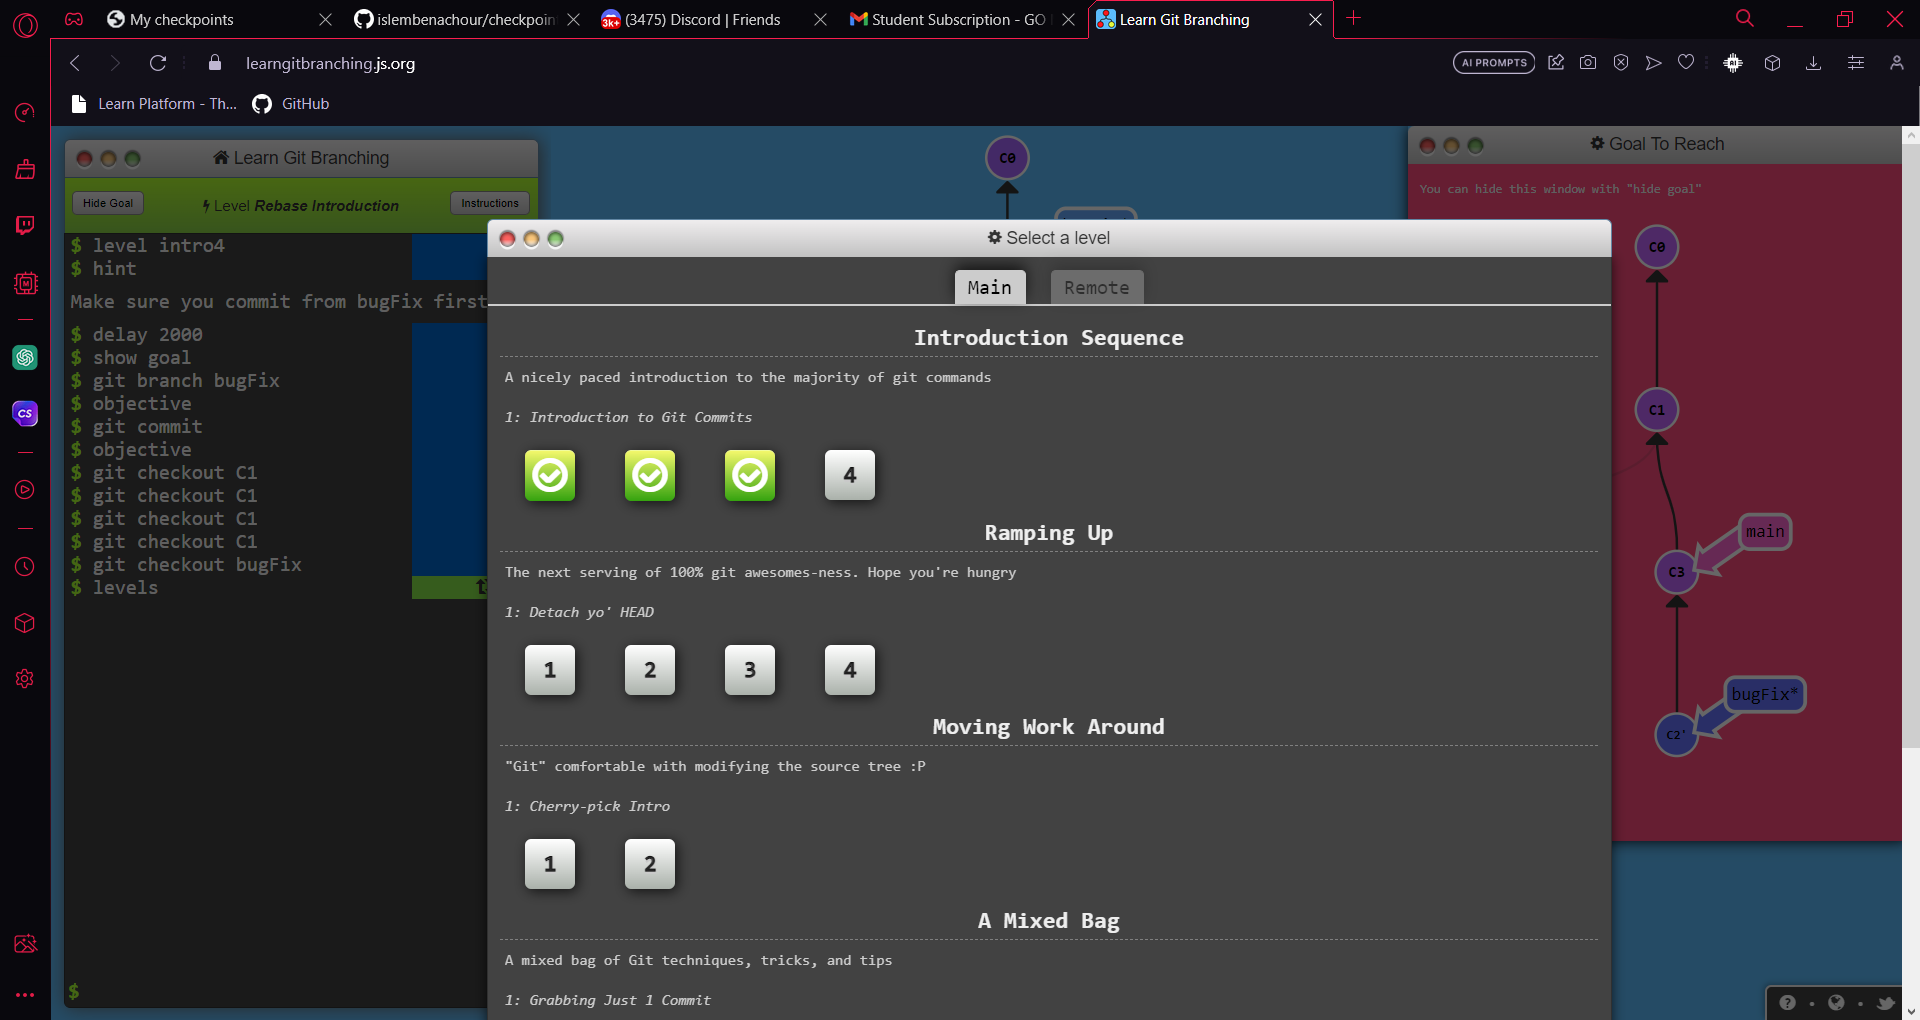 My checkpoints
islembenachour/checkpoin
(3475) Discord | Friends
Student Subscription - GO
Learn Git Branching
learngitbranching.js.org
AI PROMPTS
Learn Platform - Th...
GitHub
Learn Git Branching
Hide Goal
Level Rebase Introduction
Instructions
$ level intro4
$ hint
Make sure you commit from bugFix first
$ delay 2000
$ show goal
$ git branch bugFix
$ objective
$ git commit
$ objective
$ git checkout C1
$ git checkout C1
$ git checkout C1
$ git checkout C1
$ git checkout bugFix
$ levels
$
C0
Select a level
Main
Remote
Introduction Sequence
A nicely paced introduction to the majority of git commands
1: Introduction to Git Commits
4
Ramping Up
The next serving of 100% git awesomes-ness. Hope you're hungry
1: Detach yo' HEAD
1
2
3
4
Moving Work Around
"Git" comfortable with modifying the source tree :P
1: Cherry-pick Intro
1
2
A Mixed Bag
A mixed bag of Git techniques, tricks, and tips
1: Grabbing Just 1 Commit
Goal To Reach
You can hide this window with "hide goal"
C0
C1
main
C3
bugFix*
C2'
3k+
CS
M
AI
?